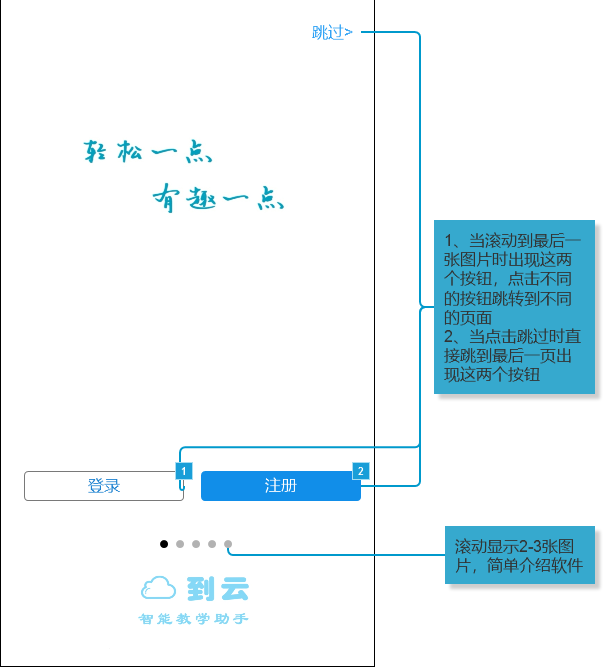 跳过>
轻松一点
有趣一点
1、当滚动到最后一
张图片时出现这两
个按钮，点击不同
的按钮跳转到不同
的页面
2、当点击跳过时直
接跳到最后一页出
现这两个按钮
1
2
登录
注册
滚动显示2-3张图
片，简单介绍软件
到云
智能教学助手